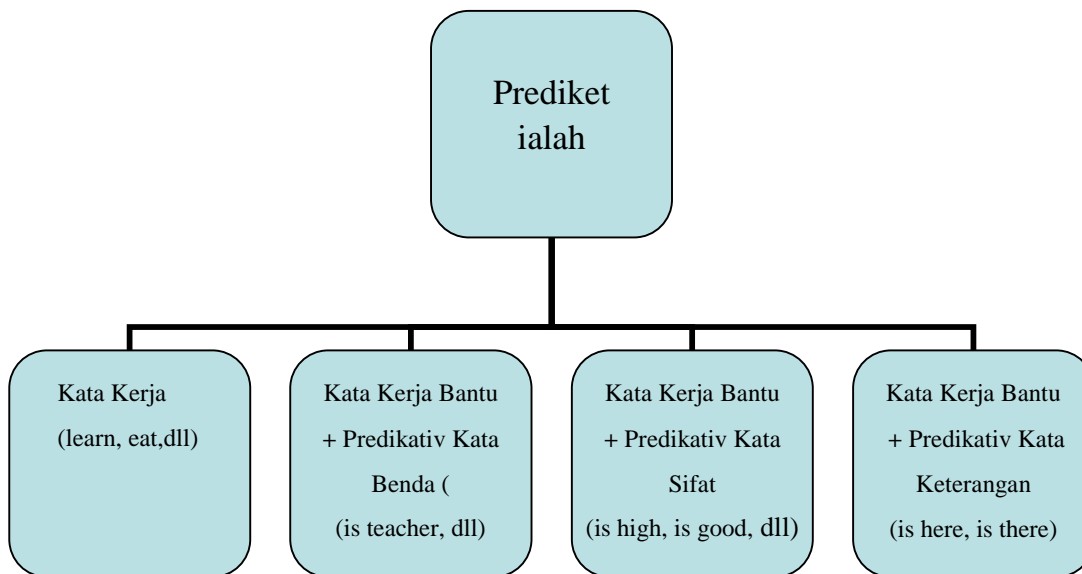 Prediket
ialah
Kata Kerja
(learn, eat,dll)
Kata Kerja Bantu
+ Predikativ Kata
Benda (
(is teacher, dll)
Kata Kerja Bantu
+ Predikativ Kata
Sifat
(is high, is good, dll)
Kata Kerja Bantu
+ Predikativ Kata
Keterangan
(is here, is there)